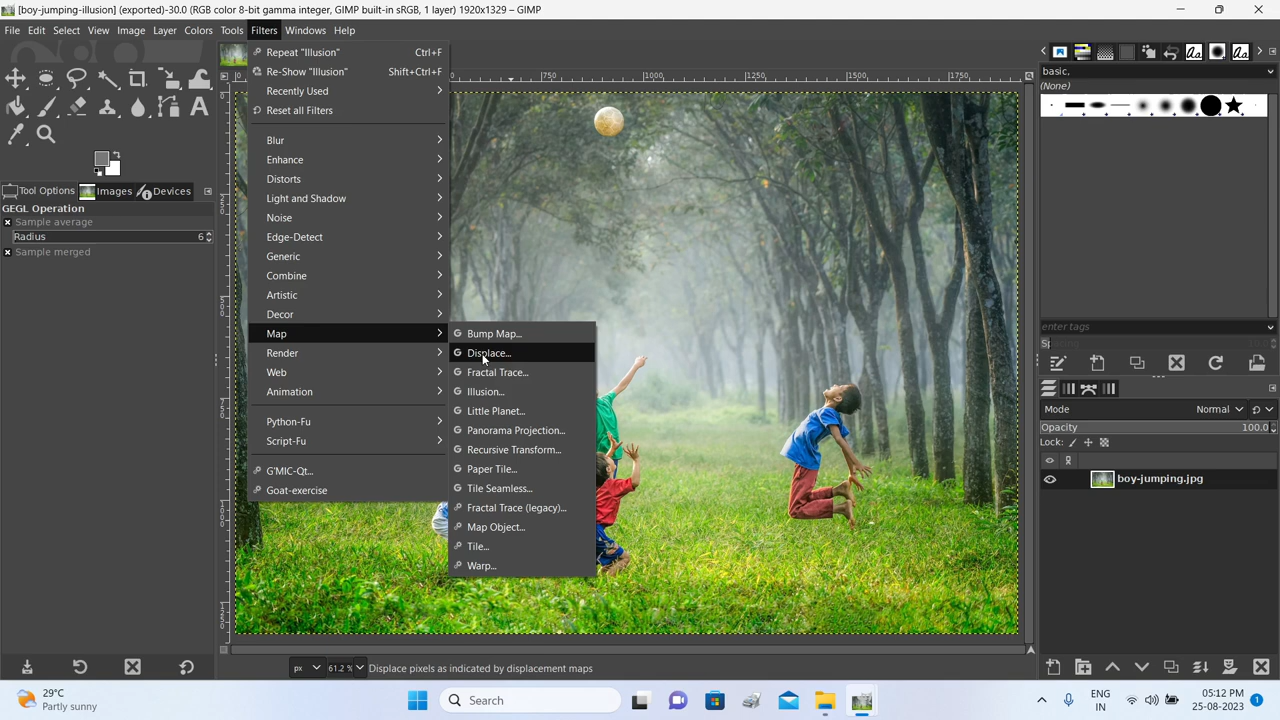 [boy-jumping-illusion] (exported)-30.0 (RGB color 8-bit gamma integer, GIMP built-in sRGB, 1 layer) 1920x1329 – GIMP
File Edit Select View Image Layer Colors Tools Filters Windows Help
Repeat "Illusion" Ctrl+F
Re-Show "Illusion" Shift+Ctrl+F
Recently Used
Reset all Filters
Blur
Enhance
Distorts
Light and Shadow
Noise
Edge-Detect
Generic
Combine
Artistic
Decor
Map
Render
Web
Animation
Python-Fu
Script-Fu
G'MIC-Qt...
Goat-exercise
Bump Map...
Displace...
Fractal Trace...
Illusion...
Little Planet...
Panorama Projection...
Recursive Transform...
Paper Tile...
Tile Seamless...
Fractal Trace (legacy)...
Map Object...
Tile...
Warp...
Tool Options Images Devices
GEGL Operation
Sample average
Radius 6
Sample merged
750 1000 1250 1500 1750
basic,
(None)
enter tags
Mode Normal
Opacity 100.0
Lock:
boy-jumping.jpg
px 61.2 % Displace pixels as indicated by displacement maps
29°C
Partly sunny
Search
ENG
IN
05:12 PM
25-08-2023
1